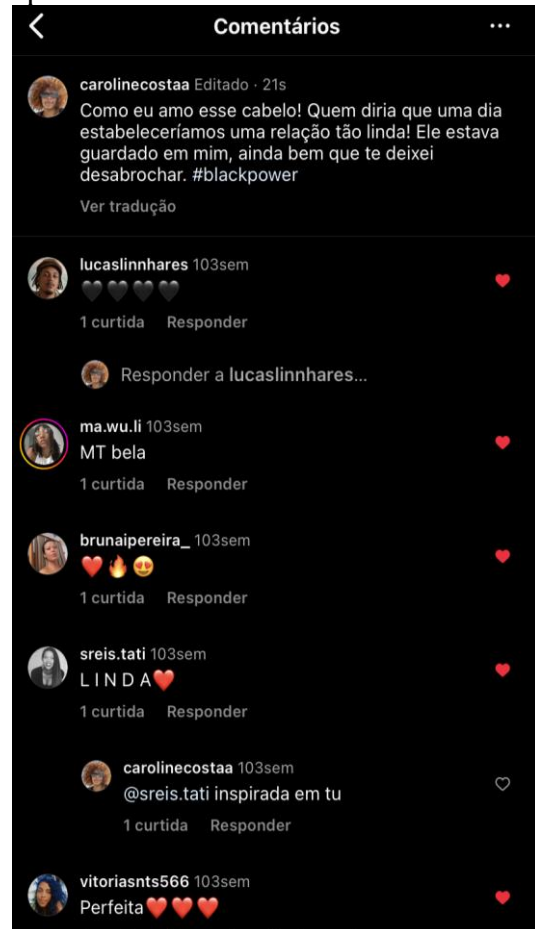 Comentários
carolinecostaa Editado · 21s
Como eu amo esse cabelo! Quem diria que uma dia
estabeleceríamos uma relação tão linda! Ele estava
guardado em mim, ainda bem que te deixei
desabrochar. #blackpower
Ver tradução
lucaslinnhares 103sem
🖤🖤🖤🖤
1 curtida Responder
Responder a lucaslinnhares...
ma.wu.li 103sem
MT bela
1 curtida Responder
brunaipereira_ 103sem
❤️🔥😍
1 curtida Responder
sreis.tati 103sem
L I N D A❤️
1 curtida Responder
carolinecostaa 103sem
@sreis.tati inspirada em tu
1 curtida Responder
vitoriasnts566 103sem
Perfeita❤️❤️❤️